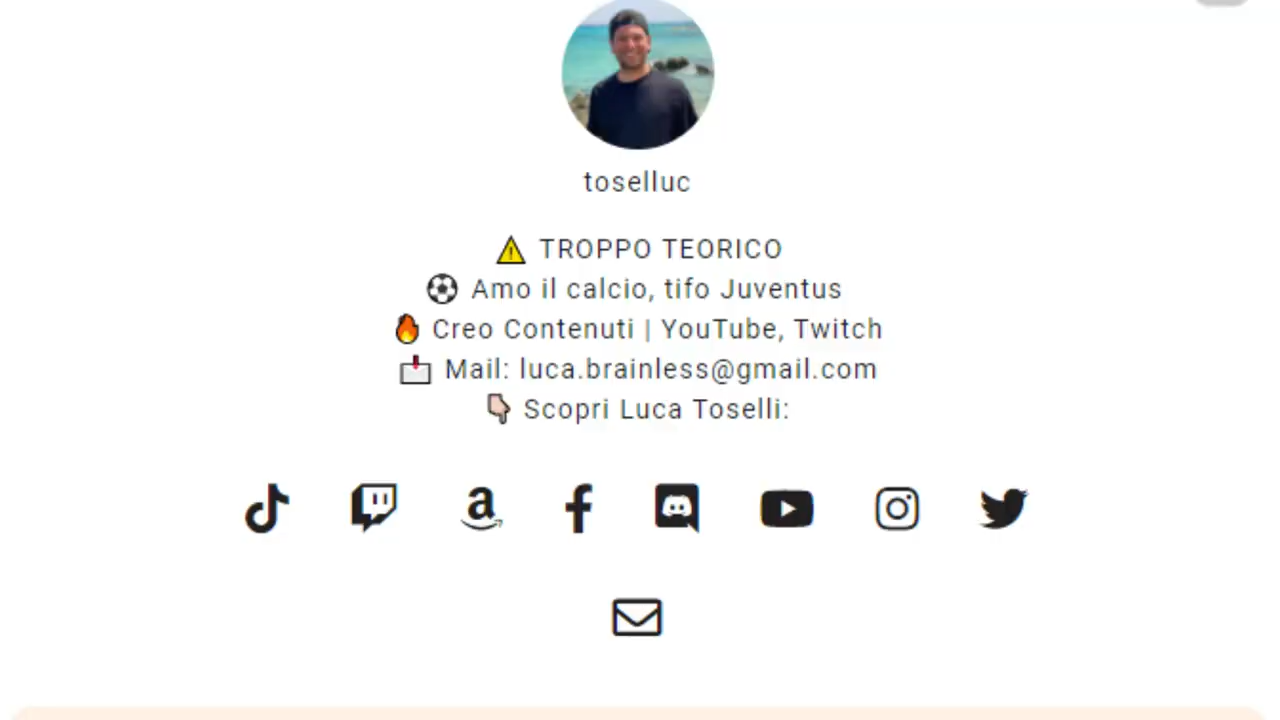 toselluc
⚠️ TROPPO TEORICO
⚽ Amo il calcio, tifo Juventus
🔥 Creo Contenuti | YouTube, Twitch
📩 Mail: luca.brainless@gmail.com
👇🏻 Scopri Luca Toselli: